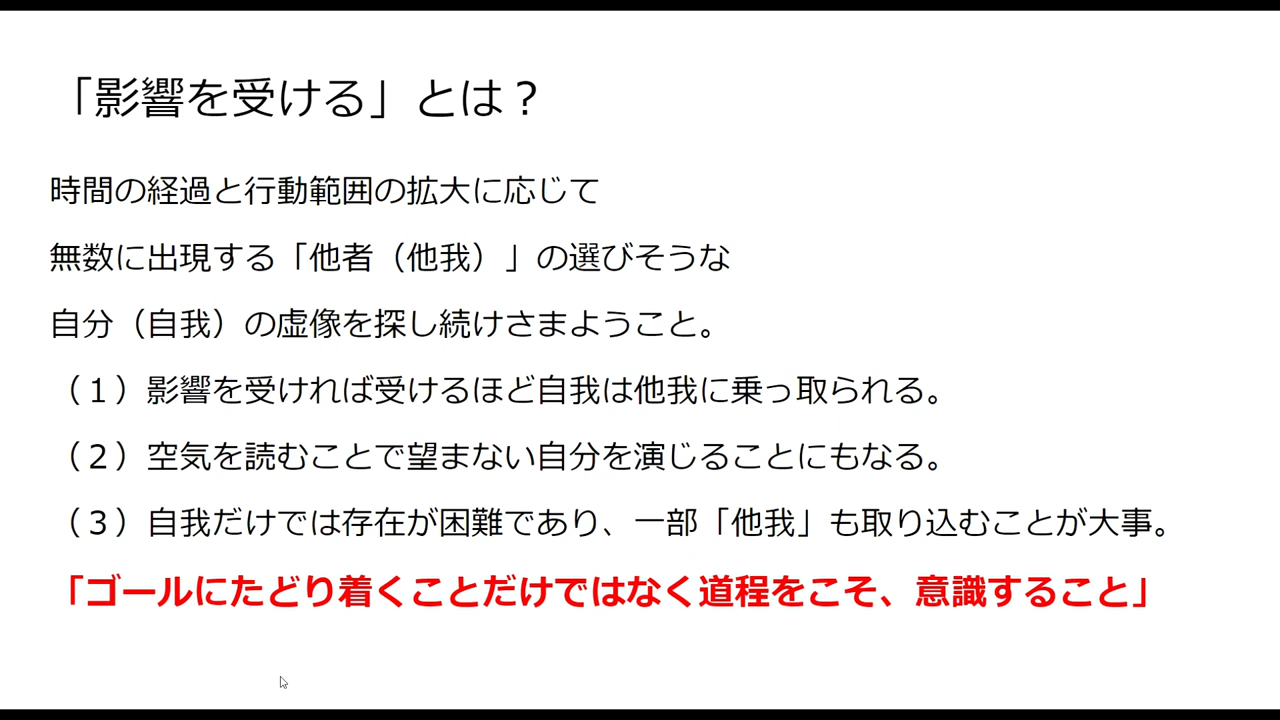 「影響を受ける」とは？
時間の経過と行動範囲の拡大に応じて
無数に出現する「他者（他我）」の選びそうな
自分（自我）の虚像を探し続けさまようこと。
（１）影響を受ければ受けるほど自我は他我に乗っ取られる。
（２）空気を読むことで望まない自分を演じることにもなる。
（３）自我だけでは存在が困難であり、一部「他我」も取り込むことが大事。
「ゴールにたどり着くことだけではなく道程をこそ、意識すること」